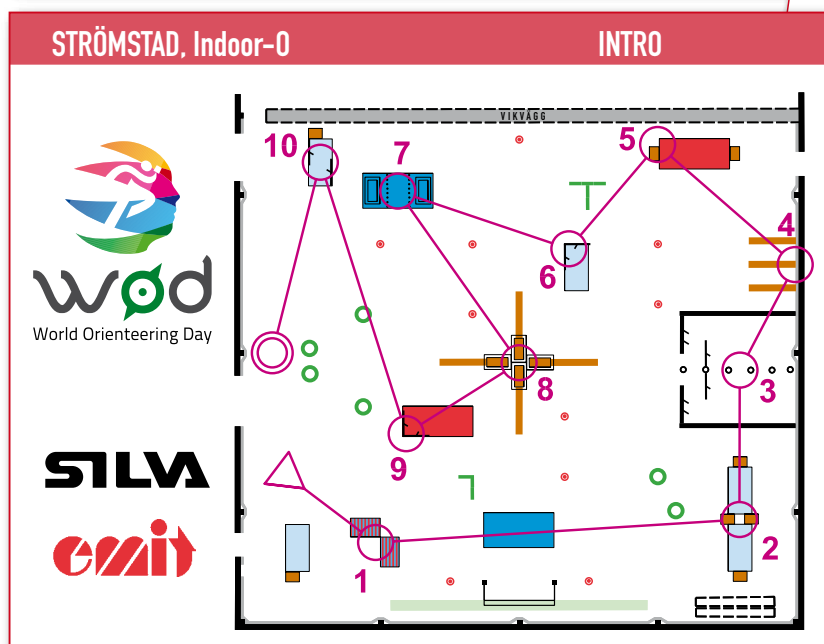 STRÖMSTAD, Indoor-O
INTRO
VIKVÄGG
wod
World Orienteering Day
SILVA
emit
10
7
5
4
6
3
8
9
2
1